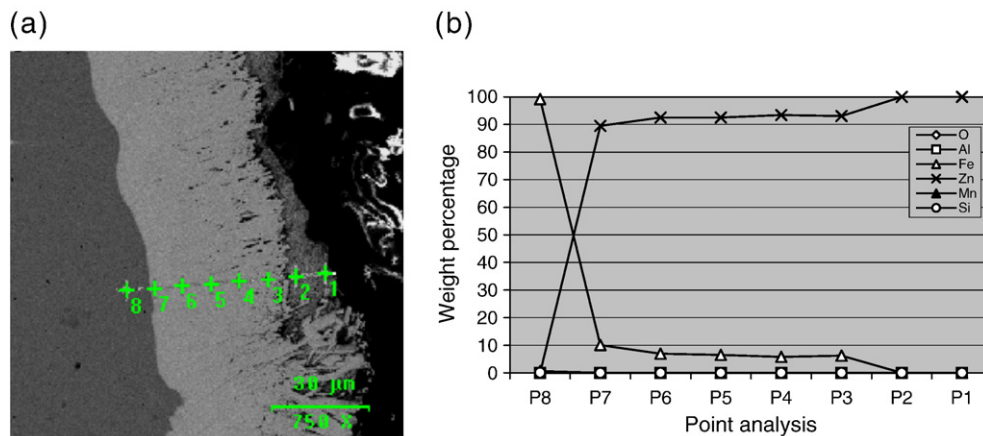 (a)
8 7 6 5 4 3 2 1
30 µm
750 X
(b)
Weight percentage
100
90
80
70
60
50
40
30
20
10
0
O
Al
Fe
Zn
Mn
Si
P8 P7 P6 P5 P4 P3 P2 P1
Point analysis